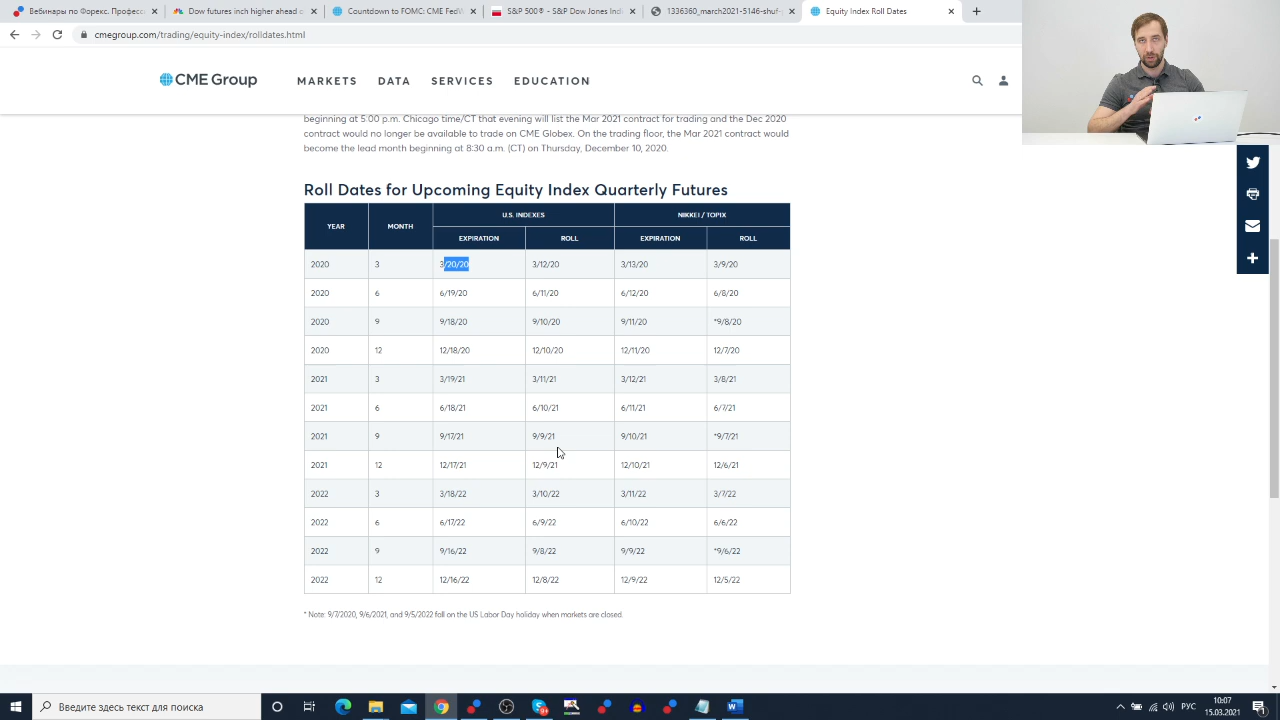 Вебинары по Форекс. Прогноз
Dow futures inch higher ahead o
Countdown to FOMC: CME FedW
S&P 500® - S&P Dow Jones Indi
1336360_march2021-5146-shuf-
Equity Index Roll Dates
cmegroup.com/trading/equity-index/rolldates.html
CME Group
MARKETS DATA SERVICES EDUCATION
beginning at 5:00 p.m. Chicago time/CT that evening will list the Mar 2021 contract for trading and the Dec 2020
contract would no longer be available to trade on CME Globex. On the trading floor, the Mar 2021 contract would
become the lead month beginning at 8:30 a.m. (CT) on Thursday, December 10, 2020.
Roll Dates for Upcoming Equity Index Quarterly Futures
YEAR MONTH U.S. INDEXES NIKKEI / TOPIX
EXPIRATION ROLL EXPIRATION ROLL
2020 3 3/20/20 3/12/20 3/13/20 3/9/20
2020 6 6/19/20 6/11/20 6/12/20 6/8/20
2020 9 9/18/20 9/10/20 9/11/20 *9/8/20
2020 12 12/18/20 12/10/20 12/11/20 12/7/20
2021 3 3/19/21 3/11/21 3/12/21 3/8/21
2021 6 6/18/21 6/10/21 6/11/21 6/7/21
2021 9 9/17/21 9/9/21 9/10/21 *9/7/21
2021 12 12/17/21 12/9/21 12/10/21 12/6/21
2022 3 3/18/22 3/10/22 3/11/22 3/7/22
2022 6 6/17/22 6/9/22 6/10/22 6/6/22
2022 9 9/16/22 9/8/22 9/9/22 *9/6/22
2022 12 12/16/22 12/8/22 12/9/22 12/5/22
* Note: 9/7/2020, 9/6/2021, and 9/5/2022 fall on the US Labor Day holiday when markets are closed.
Введите здесь текст для поиска
РУС
10:07
15.03.2021